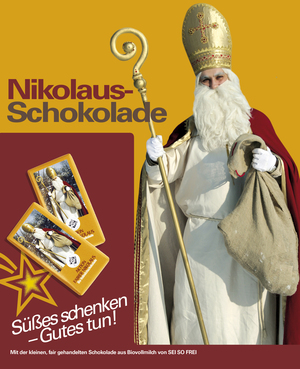 Nikolaus-
Schokolade
Süßes schenken
– Gutes tun!
Mit der kleinen, fair gehandelten Schokolade aus Biovollmilch von SEI SO FREI